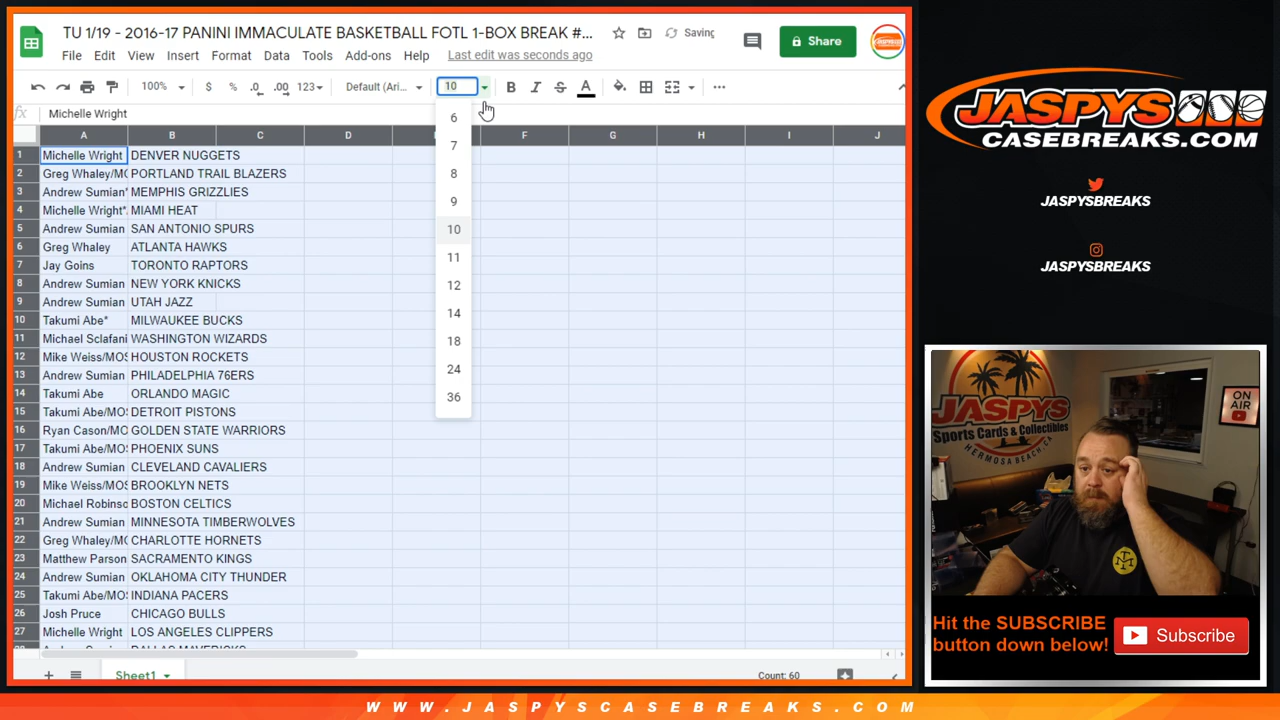 TU 1/19 - 2016-17 PANINI IMMACULATE BASKETBALL FOTL 1-BOX BREAK #...
Saving
Share
File Edit View Insert Format Data Tools Add-ons Help Last edit was seconds ago
100% $ % .0 .00 123 Default (Ari... 10 B I S A
fx Michelle Wright
A B C D F G H I J
1 Michelle Wright DENVER NUGGETS
2 Greg Whaley/MO PORTLAND TRAIL BLAZERS
3 Andrew Sumian* MEMPHIS GRIZZLIES
4 Michelle Wright* MIAMI HEAT
5 Andrew Sumian SAN ANTONIO SPURS
6 Greg Whaley ATLANTA HAWKS
7 Jay Goins TORONTO RAPTORS
8 Andrew Sumian NEW YORK KNICKS
9 Andrew Sumian UTAH JAZZ
10 Takumi Abe* MILWAUKEE BUCKS
11 Michael Sclafani WASHINGTON WIZARDS
12 Mike Weiss/MOS HOUSTON ROCKETS
13 Andrew Sumian PHILADELPHIA 76ERS
14 Takumi Abe ORLANDO MAGIC
15 Takumi Abe/MOS DETROIT PISTONS
16 Ryan Cason/MO GOLDEN STATE WARRIORS
17 Takumi Abe/MOS PHOENIX SUNS
18 Andrew Sumian CLEVELAND CAVALIERS
19 Mike Weiss/MOS BROOKLYN NETS
20 Michael Robinso BOSTON CELTICS
21 Andrew Sumian MINNESOTA TIMBERWOLVES
22 Greg Whaley/MO CHARLOTTE HORNETS
23 Matthew Parson SACRAMENTO KINGS
24 Andrew Sumian OKLAHOMA CITY THUNDER
25 Takumi Abe/MOS INDIANA PACERS
26 Josh Pruce CHICAGO BULLS
27 Michelle Wright LOS ANGELES CLIPPERS
6
7
8
9
10
11
12
14
18
24
36
Sheet1
Count: 60
JASPYS
CASEBREAKS.COM
JASPYSBREAKS
JASPYSBREAKS
JASPYS
Sports Cards & Collectibles
HERMOSA BEACH, CA
ON
AIR
Hit the SUBSCRIBE
button down below!
Subscribe
WWW.JASPYSCASEBREAKS.COM